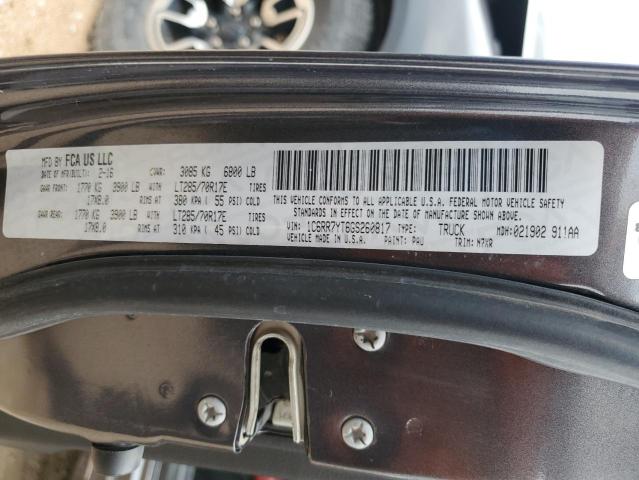 MFD BY FCA US LLC
DATE OF MFR(BUILT): 2-16 GVWR: 3085 KG 6800 LB
GAWR FRONT: 1770 KG 3900 LB WITH LT285/70R17E TIRES
17X8.0 RIMS AT 380 KPA ( 55 PSI) COLD
GAWR REAR: 1770 KG 3900 LB WITH LT285/70R17E TIRES
17X8.0 RIMS AT 310 KPA ( 45 PSI) COLD
THIS VEHICLE CONFORMS TO ALL APPLICABLE U.S.A. FEDERAL MOTOR VEHICLE SAFETY
STANDARDS IN EFFECT ON THE DATE OF MANUFACTURE SHOWN ABOVE.
VIN: 1C6RR7YT6GS260817 TYPE: TRUCK MDH: 021902 911AA
VEHICLE MADE IN U.S.A. PAINT: PAU TRIM: N7XR